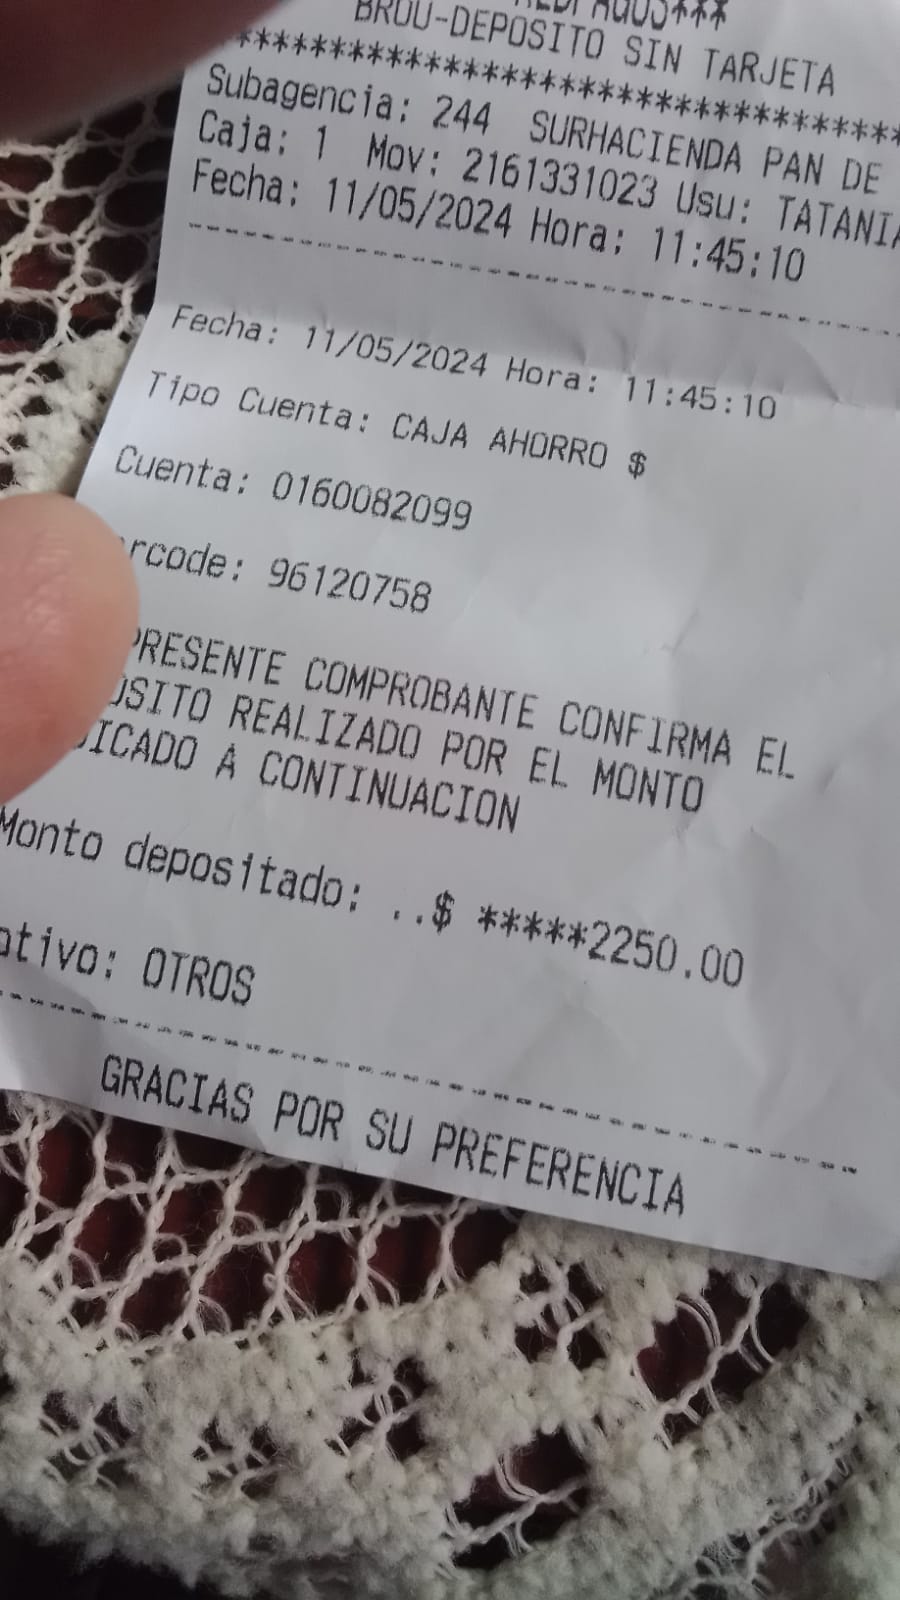 BROU-DEPOSITO SIN TARJETA
**************************************
Subagencia: 244 SURHACIENDA PAN DE
Caja: 1 Mov: 2161331023 Usu: TATANIA
Fecha: 11/05/2024 Hora: 11:45:10
--------------------------------------
Fecha: 11/05/2024 Hora: 11:45:10
Tipo Cuenta: CAJA AHORRO $
Cuenta: 0160082099
rcode: 96120758
PRESENTE COMPROBANTE CONFIRMA EL
OSITO REALIZADO POR EL MONTO
DICADO A CONTINUACION
Monto depositado: ..$ *****2250.00
otivo: OTROS
--------------------------------------
GRACIAS POR SU PREFERENCIA